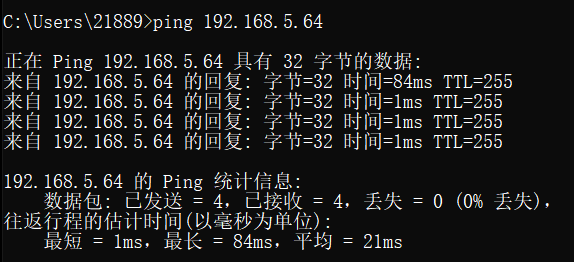 C:\Users\21889>ping 192.168.5.64
正在 Ping 192.168.5.64 具有 32 字节的数据:
来自 192.168.5.64 的回复: 字节=32 时间=84ms TTL=255
来自 192.168.5.64 的回复: 字节=32 时间=1ms TTL=255
来自 192.168.5.64 的回复: 字节=32 时间=1ms TTL=255
来自 192.168.5.64 的回复: 字节=32 时间=1ms TTL=255
192.168.5.64 的 Ping 统计信息:
数据包: 已发送 = 4，已接收 = 4，丢失 = 0 (0% 丢失)，
往返行程的估计时间(以毫秒为单位):
最短 = 1ms，最长 = 84ms，平均 = 21ms